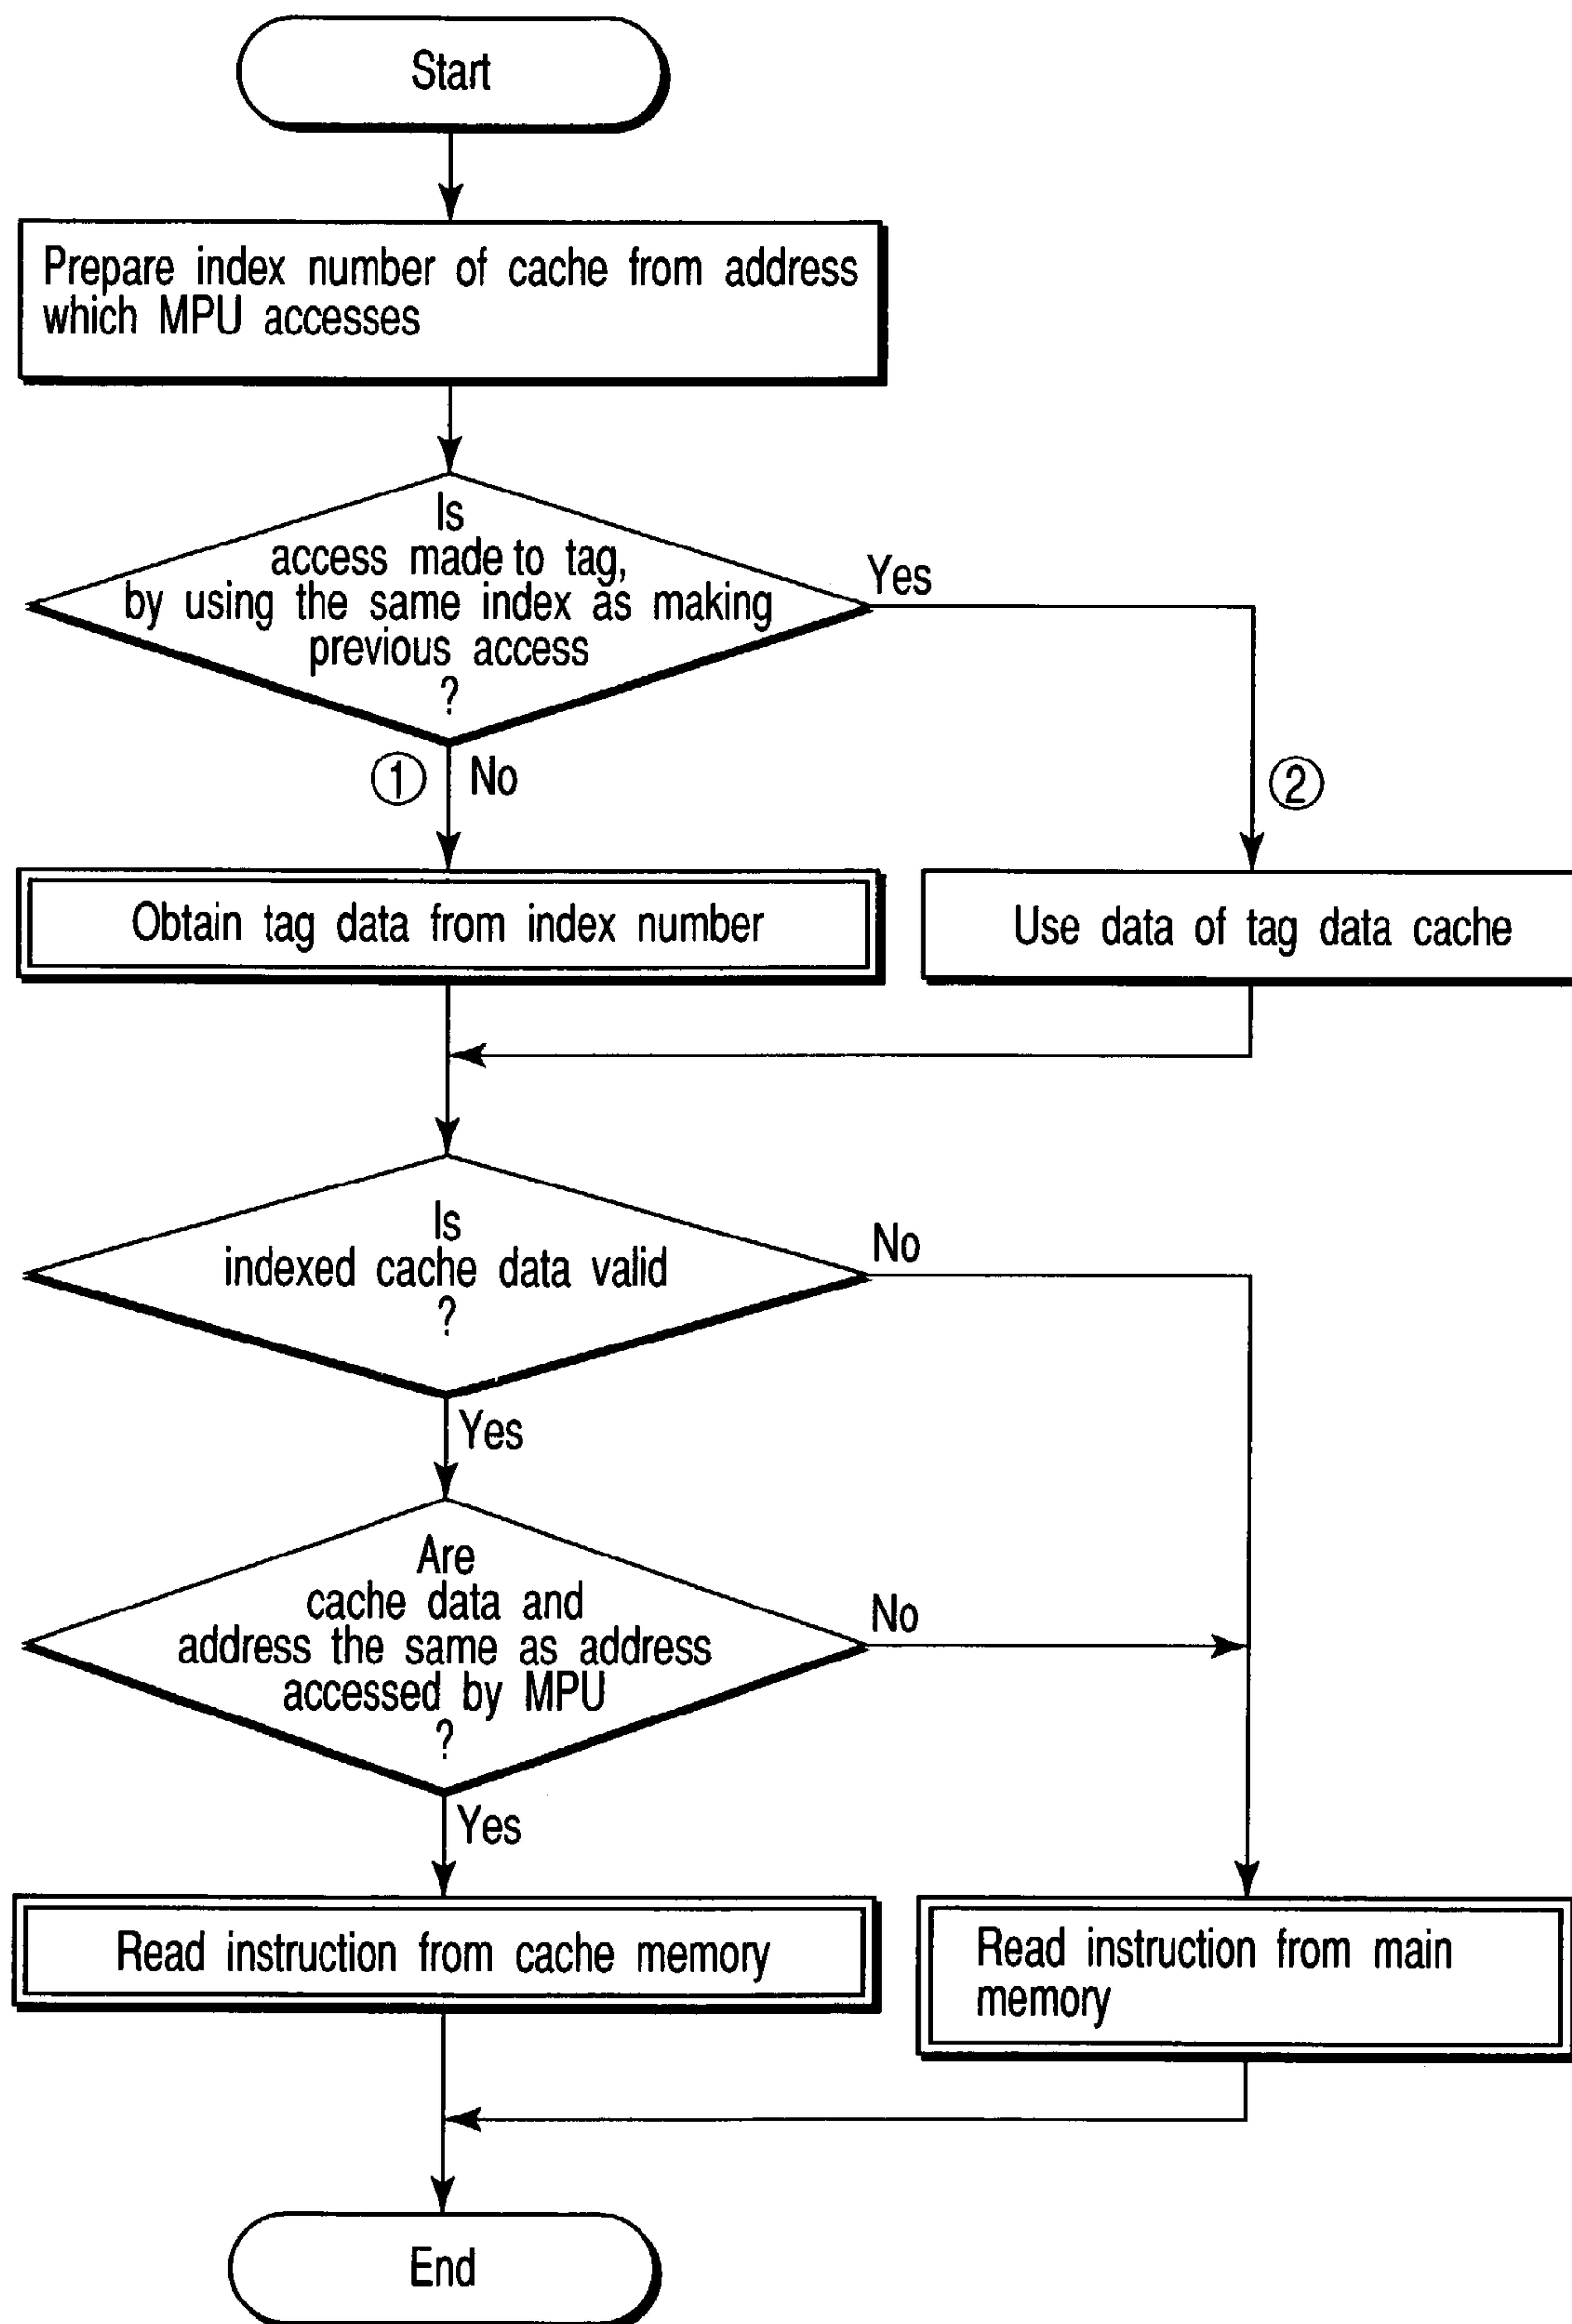 Start
Prepare index number of cache from address
which MPU accesses
Is
access made to tag,
by using the same index as making
previous access
?
Yes
① No
②
Obtain tag data from index number
Use data of tag data cache
Is
indexed cache data valid
?
No
Yes
Are
cache data and
address the same as address
accessed by MPU
?
No
Yes
Read instruction from cache memory
Read instruction from main
memory
End